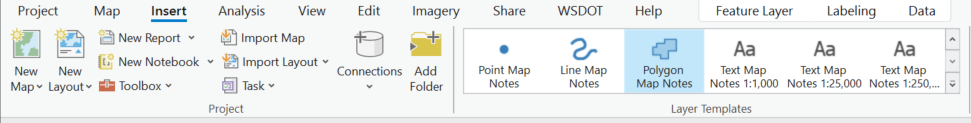 Project Map Insert Analysis View Edit Imagery Share WSDOT Help Feature Layer Labeling Data
New Map
New Layout
New Report
New Notebook
Toolbox
Import Map
Import Layout
Task
Connections
Add Folder
Project
Point Map Notes
Line Map Notes
Polygon Map Notes
Aa
Text Map Notes 1:1,000
Aa
Text Map Notes 1:25,000
Aa
Text Map Notes 1:250,...
Layer Templates